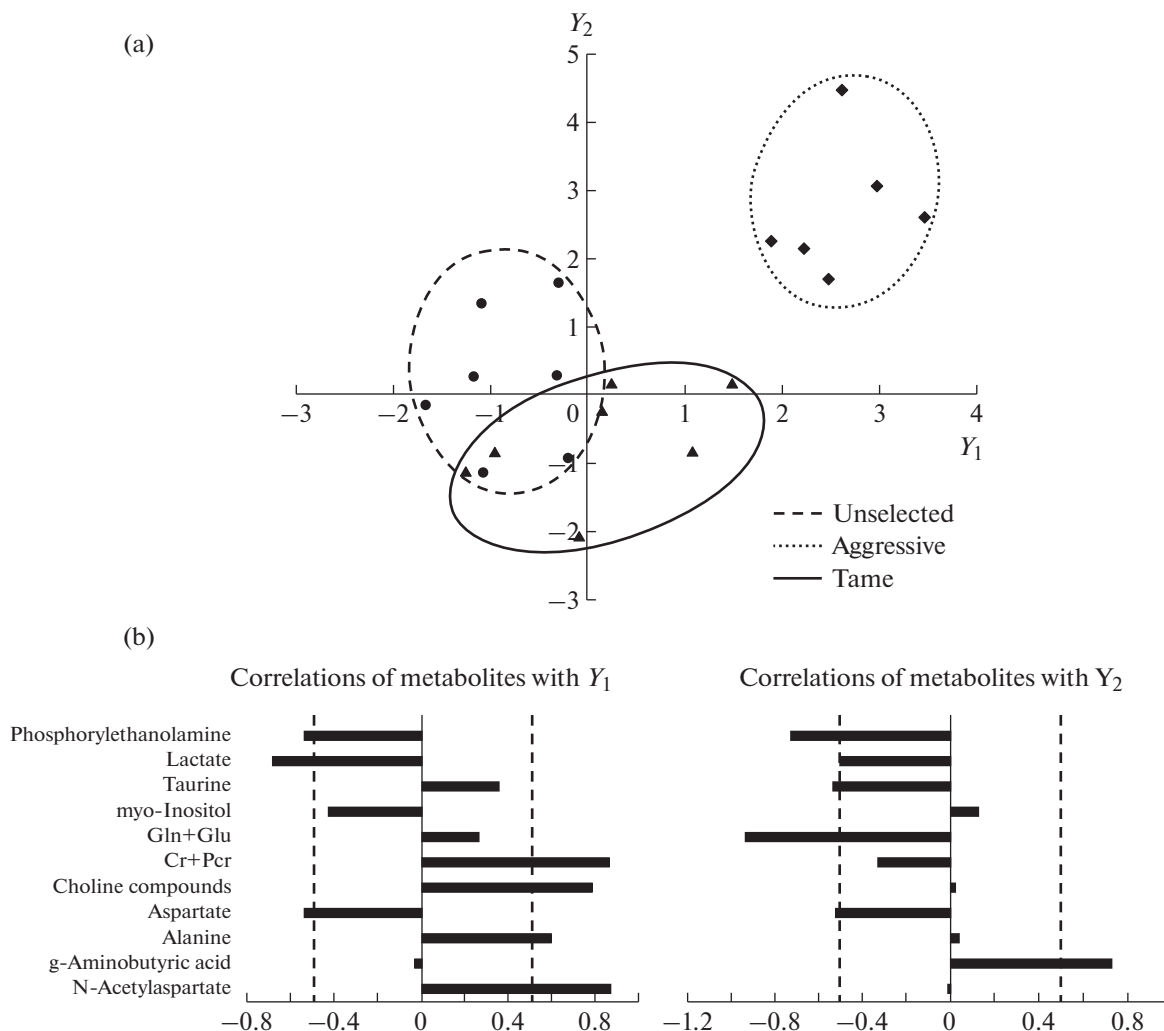 (a)
Y2
5
4
3
2
1
−3 −2 −1 0 1 2 3 4
Y1
−1
−2
−3
Unselected
Aggressive
Tame
(b)
Correlations of metabolites with Y1
Correlations of metabolites with Y2
Phosphorylethanolamine
Lactate
Taurine
myo-Inositol
Gln+Glu
Cr+Pcr
Choline compounds
Aspartate
Alanine
g-Aminobutyric acid
N-Acetylaspartate
−0.8 −0.4 0 0.4 0.8
−1.2 −0.4 0 0.4 0.8